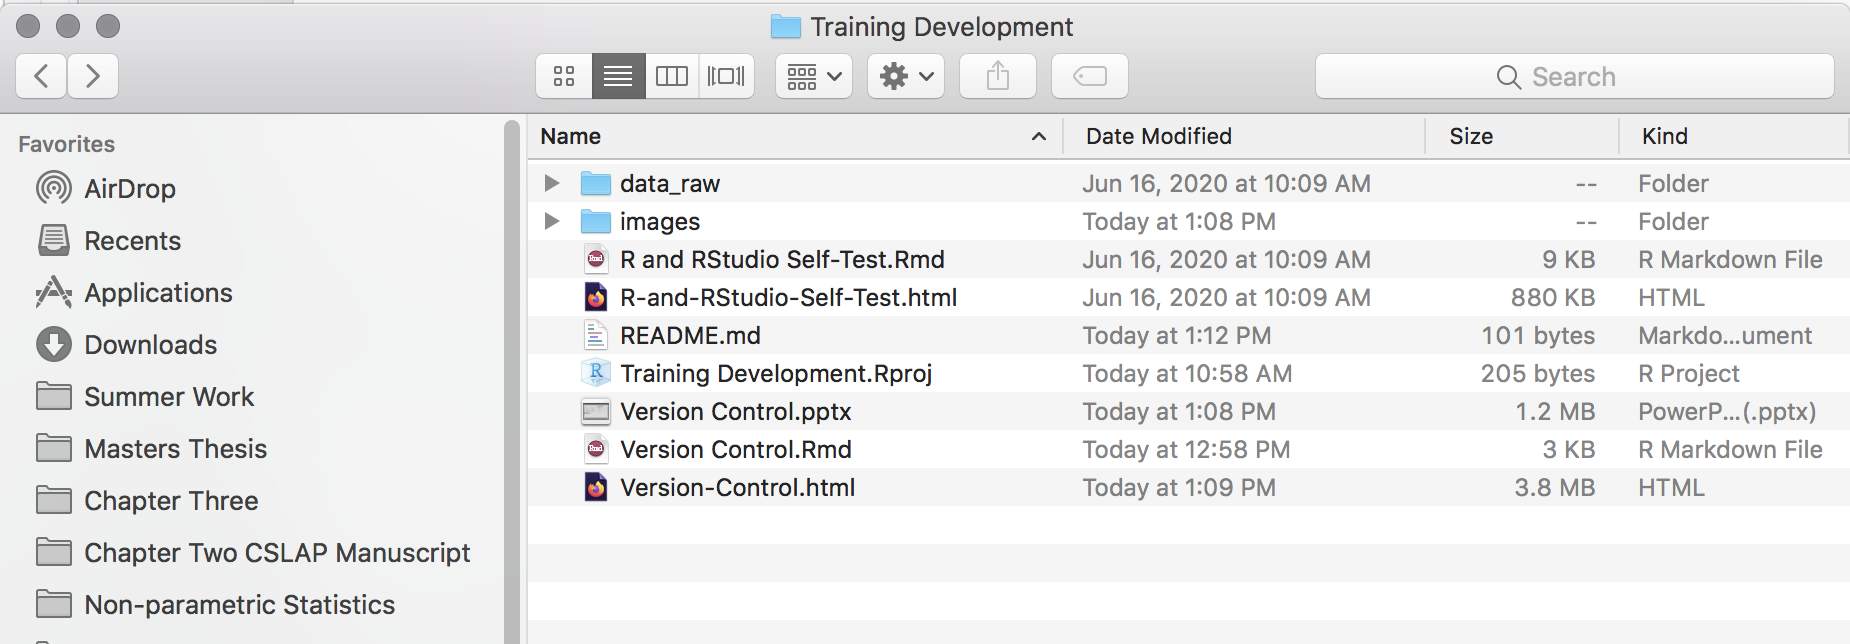 Training Development
Search
Favorites
AirDrop
Recents
Applications
Downloads
Summer Work
Masters Thesis
Chapter Three
Chapter Two CSLAP Manuscript
Non-parametric Statistics
Name Date Modified Size Kind
data_raw Jun 16, 2020 at 10:09 AM -- Folder
images Today at 1:08 PM -- Folder
R and RStudio Self-Test.Rmd Jun 16, 2020 at 10:09 AM 9 KB R Markdown File
R-and-RStudio-Self-Test.html Jun 16, 2020 at 10:09 AM 880 KB HTML
README.md Today at 1:12 PM 101 bytes Markdo...ument
Training Development.Rproj Today at 10:58 AM 205 bytes R Project
Version Control.pptx Today at 1:08 PM 1.2 MB PowerP...(.pptx)
Version Control.Rmd Today at 12:58 PM 3 KB R Markdown File
Version-Control.html Today at 1:09 PM 3.8 MB HTML